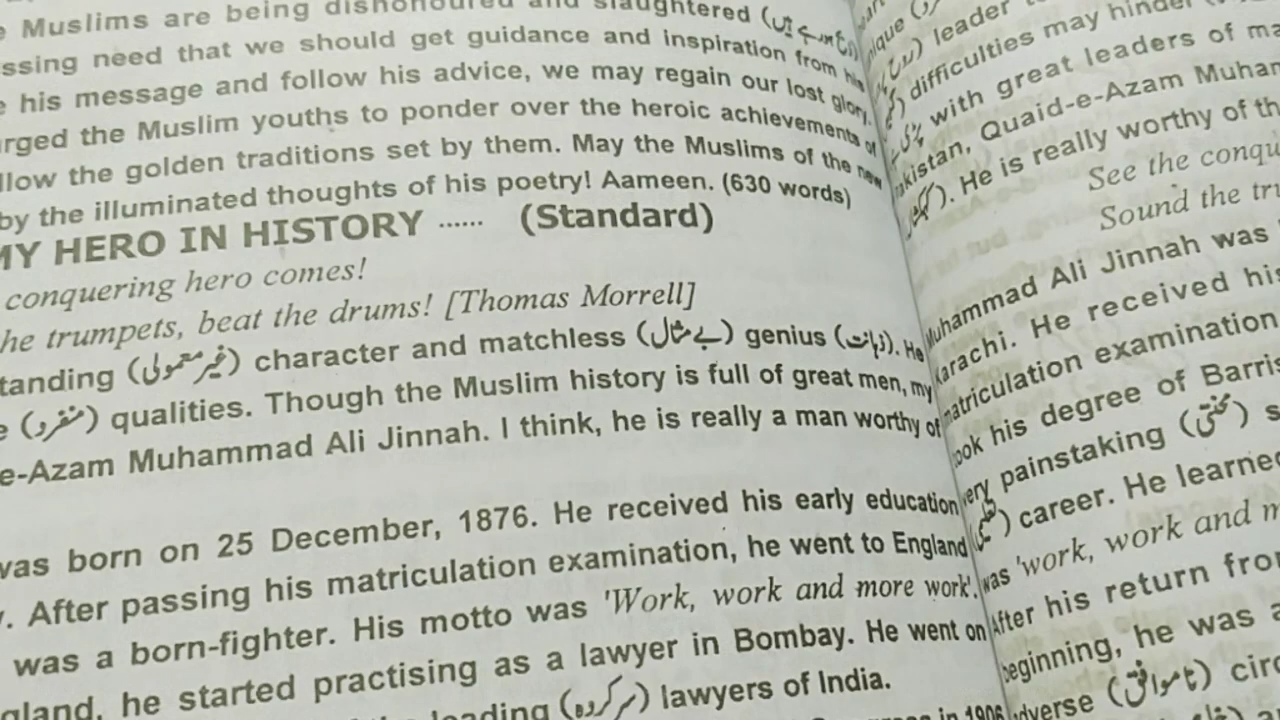 Muslims are being dishonoured and slaughtered
ssing need that we should get guidance and inspiration from his
his message and follow his advice, we may regain our lost glory.
rged the Muslim youths to ponder over the heroic achievements of
llow the golden traditions set by them. May the Muslims of the new
by the illuminated thoughts of his poetry! Aameen. (630 words)
MY HERO IN HISTORY ...... (Standard)
conquering hero comes!
he trumpets, beat the drums! [Thomas Morrell]
tanding (غیر معمولی) character and matchless (بے مثال) genius (ذہانت). He
e (منفرد) qualities. Though the Muslim history is full of great men, my
e-Azam Muhammad Ali Jinnah. I think, he is really a man worthy of
was born on 25 December, 1876. He received his early education
. After passing his matriculation examination, he went to England
was a born-fighter. His motto was 'Work, work and more work'.
gland, he started practising as a lawyer in Bombay. He went on
leading (سرکردہ) lawyers of India.
in 1906
ique
leader
difficulties may hinder
with great leaders of ma
akistan, Quaid-e-Azam Muham
). He is really worthy of th
See the conqu
Sound the tr
Muhammad Ali Jinnah was
Karachi. He received his
matriculation examination
ook his degree of Barris
very painstaking (محنتی) s
) career. He learned
was 'work, work and m
After his return fro
beginning, he was a
adverse (ناموافق) circ